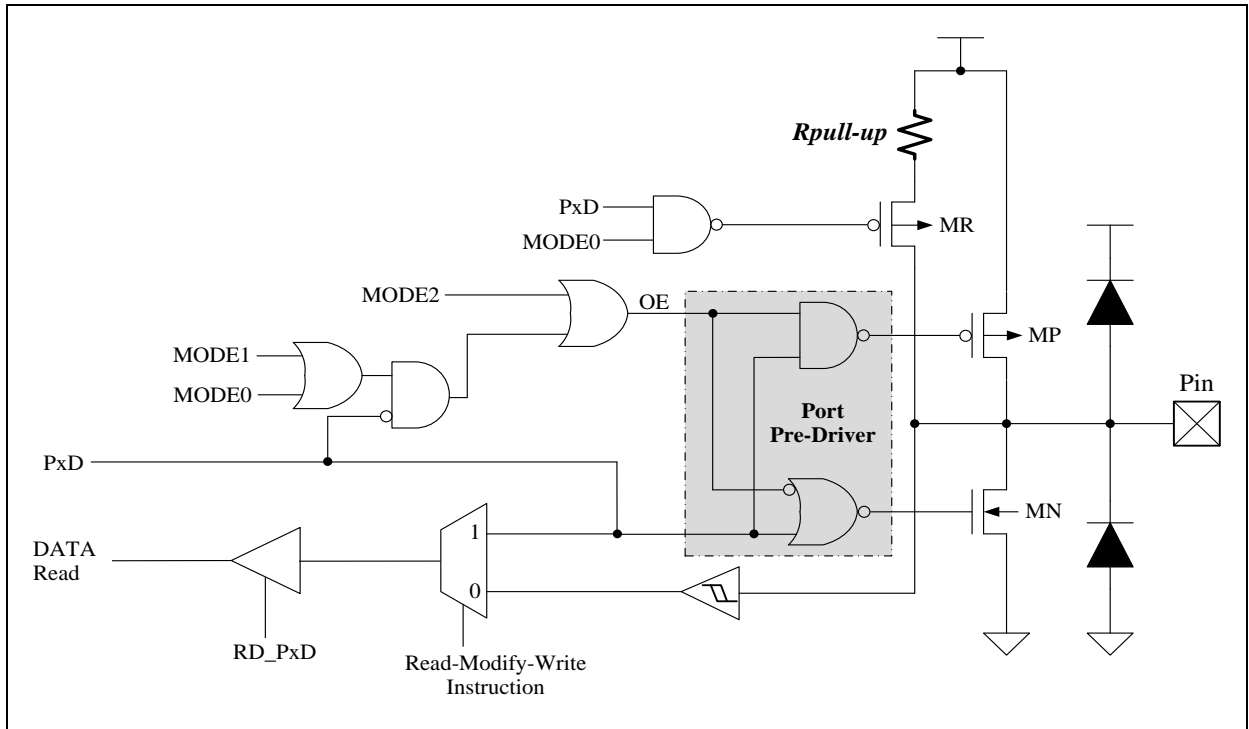 Rpull-up
PxD
MODE0
MR
MODE2
OE
MODE1
MODE0
MP
Pin
Port
Pre-Driver
PxD
MN
1
DATA
Read
0
RD_PxD
Read-Modify-Write
Instruction